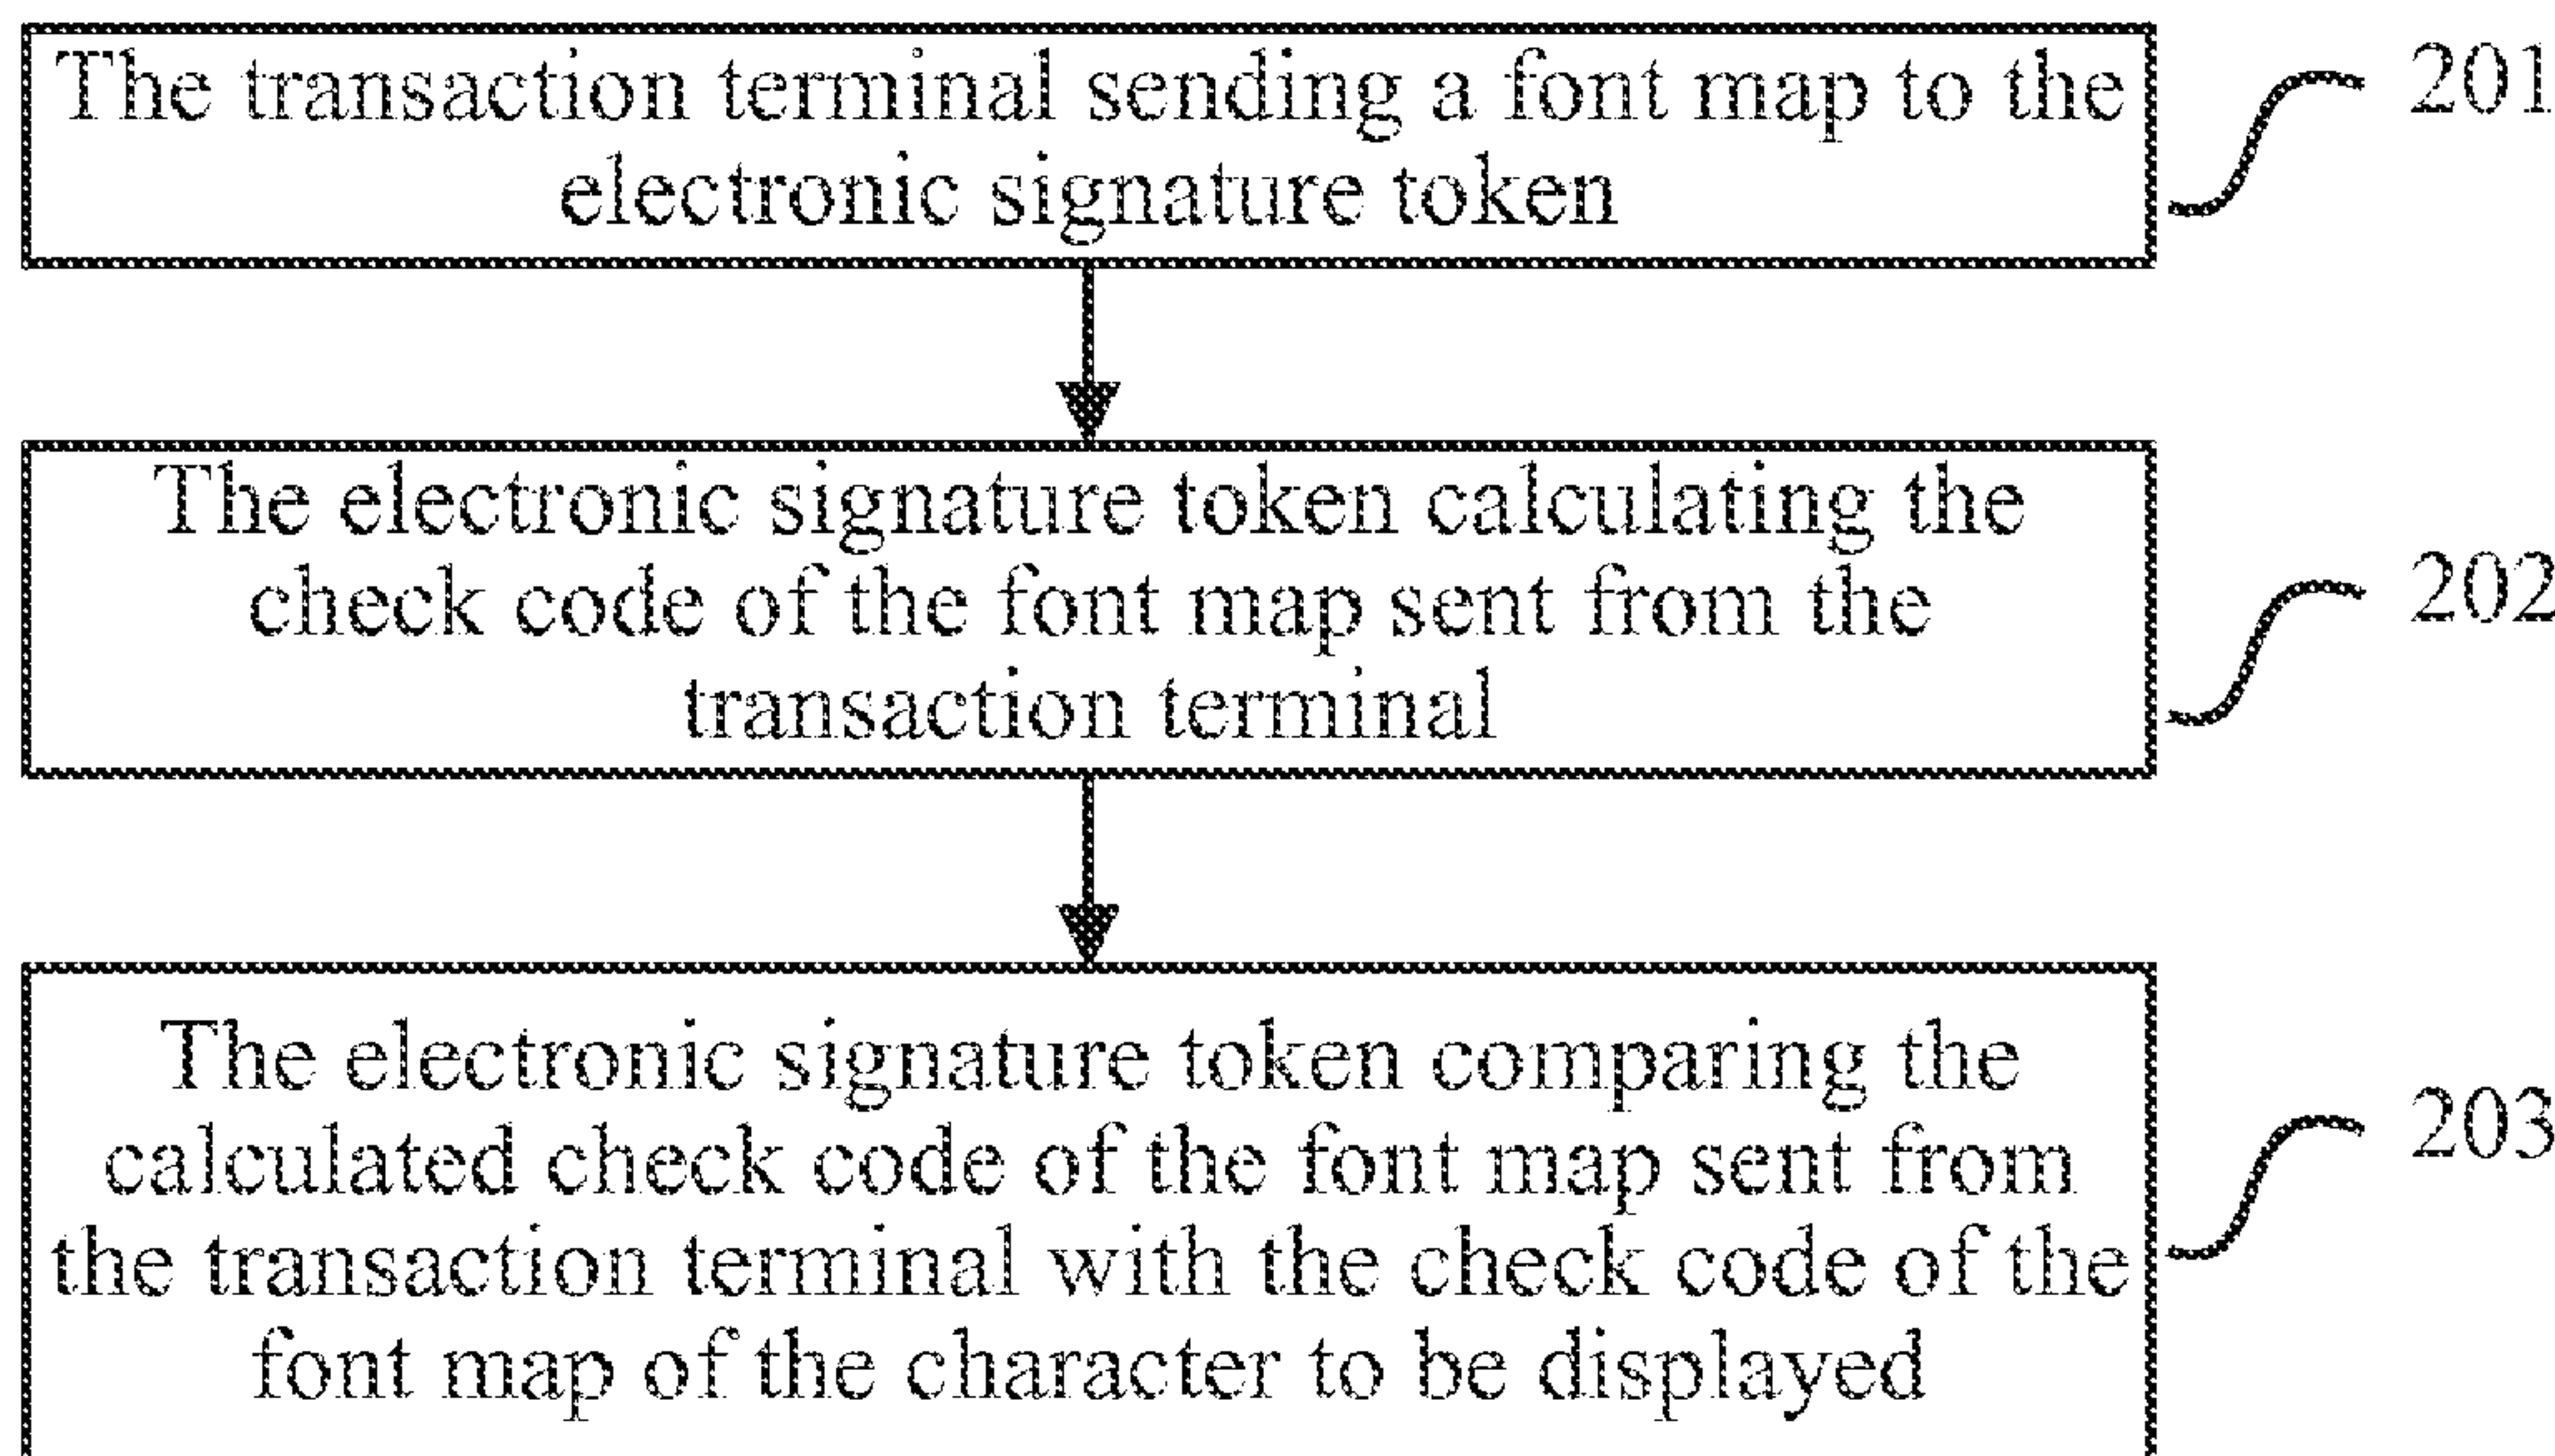 The transaction terminal sending a font map to the
electronic signature token
201
The electronic signature token calculating the
check code of the font map sent from the
transaction terminal
202
The electronic signature token comparing the
calculated check code of the font map sent from
the transaction terminal with the check code of the
font map of the character to be displayed
203